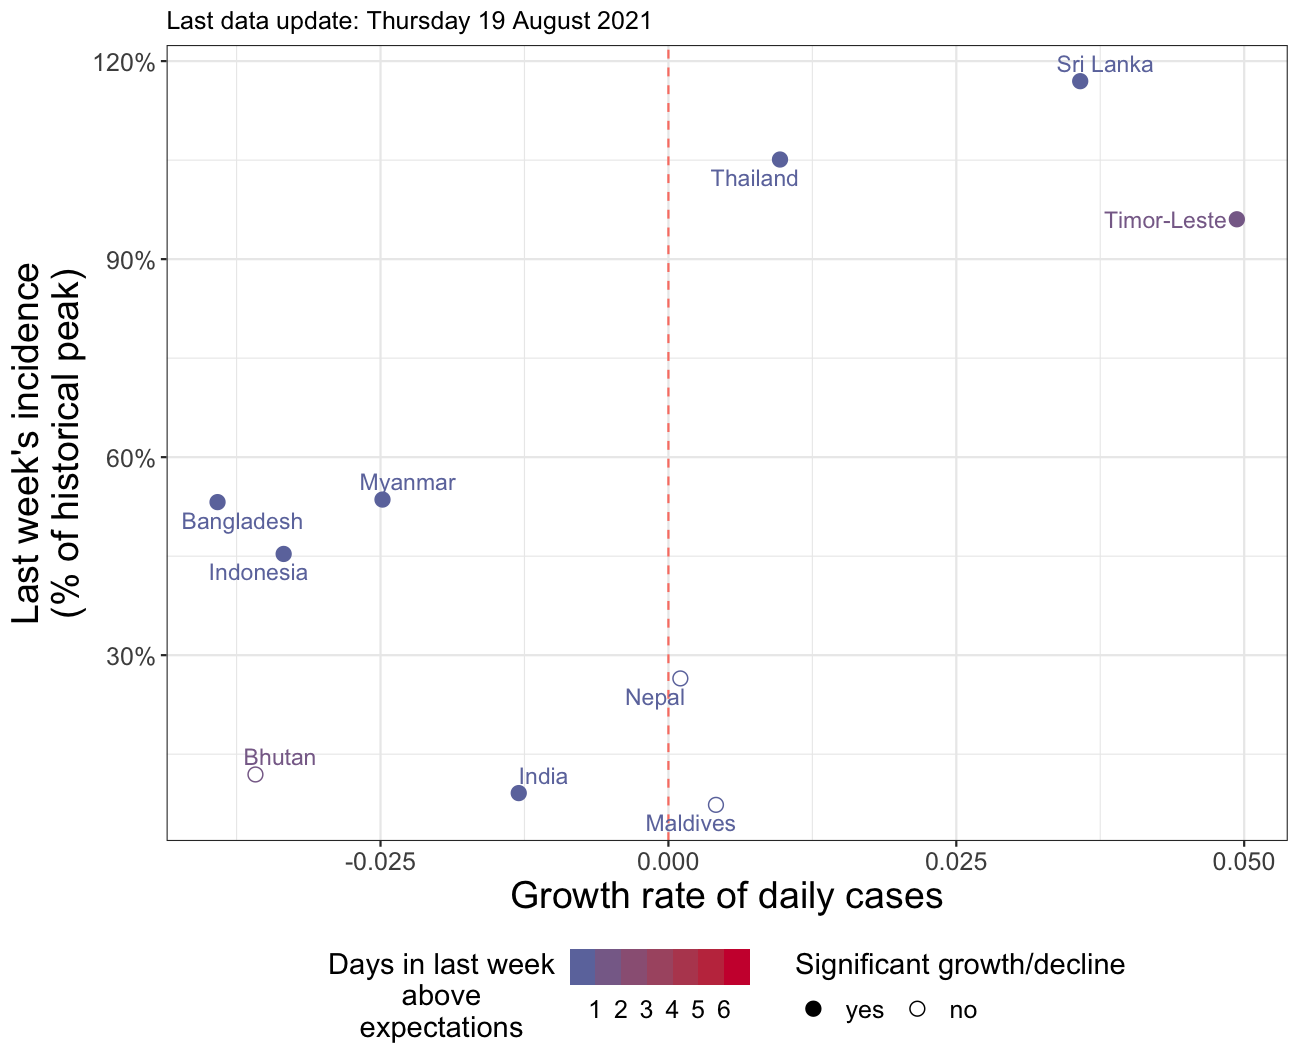 Last data update: Thursday 19 August 2021
120%
90%
60%
30%
Last week's incidence
(% of historical peak)
Sri Lanka
Thailand
Timor-Leste
Myanmar
Bangladesh
Indonesia
Nepal
Bhutan
India
Maldives
-0.025 0.000 0.025 0.050
Growth rate of daily cases
Days in last week
above
expectations
1 2 3 4 5 6
Significant growth/decline
yes no